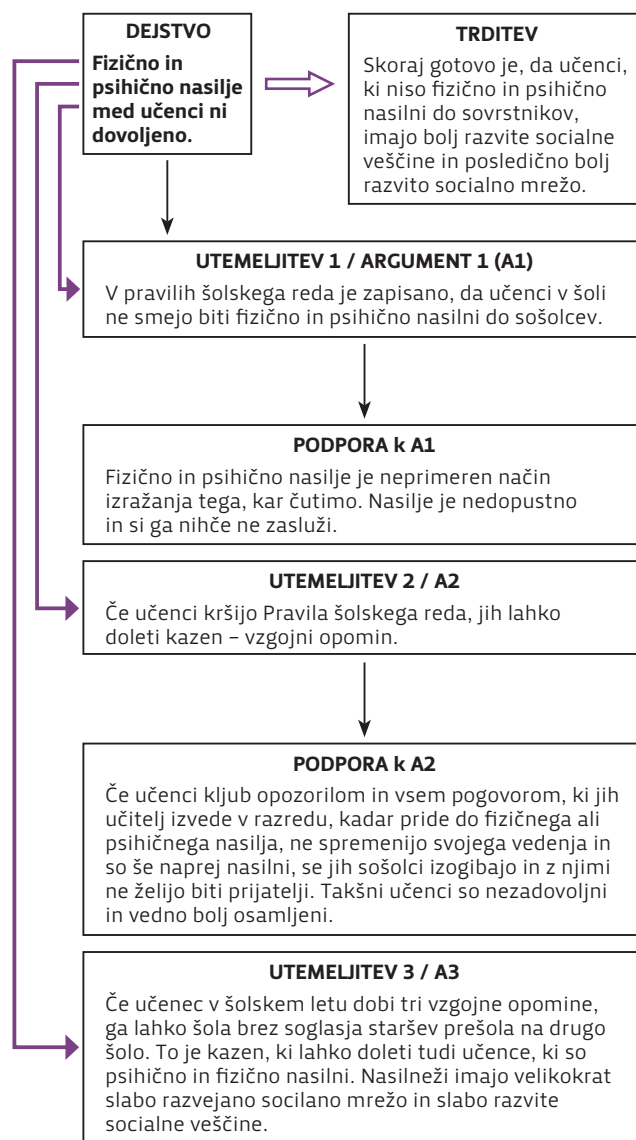 DEJSTVO
Fizično in
psihično nasilje
med učenci ni
dovoljeno.
TRDITEV
Skoraj gotovo je, da učenci,
ki niso fizično in psihično
nasilni do sovrstnikov,
imajo bolj razvite socialne
veščine in posledično bolj
razvito socialno mrežo.
UTEMELJITEV 1 / ARGUMENT 1 (A1)
V pravilih šolskega reda je zapisano, da učenci v šoli
ne smejo biti fizično in psihično nasilni do sošolcev.
PODPORA k A1
Fizično in psihično nasilje je neprimeren način
izražanja tega, kar čutimo. Nasilje je nedopustno
in si ga nihče ne zasluži.
UTEMELJITEV 2 / A2
Če učenci kršijo Pravila šolskega reda, jih lahko
doleti kazen – vzgojni opomin.
PODPORA k A2
Če učenci kljub opozorilom in vsem pogovorom, ki jih
učitelj izvede v razredu, kadar pride do fizičnega ali
psihičnega nasilja, ne spremenijo svojega vedenja in
so še naprej nasilni, se jih sošolci izogibajo in z njimi
ne želijo biti prijatelji. Takšni učenci so nezadovoljni
in vedno bolj osamljeni.
UTEMELJITEV 3 / A3
Če učenec v šolskem letu dobi tri vzgojne opomine,
ga lahko šola brez soglasja staršev prešola na drugo
šolo. To je kazen, ki lahko doleti tudi učence, ki so
psihično in fizično nasilni. Nasilneži imajo velikokrat
slabo razvejano socilano mrežo in slabo razvite
socialne veščine.